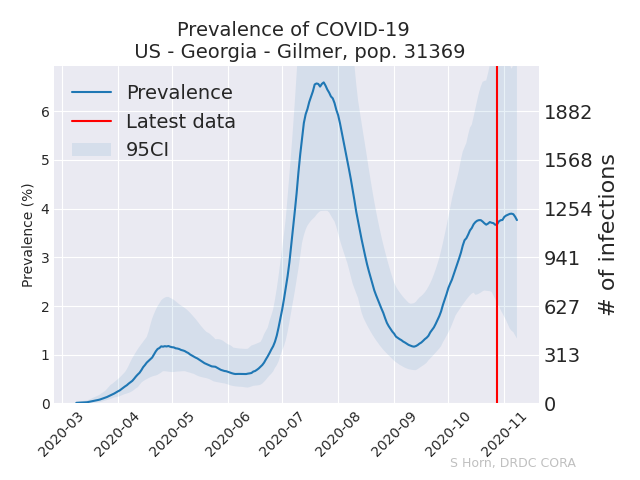 Prevalence of COVID-19
US - Georgia - Gilmer, pop. 31369
Prevalence
Latest data
95CI
Prevalence (%)
6
5
4
3
2
1
0
1882
1568
1254
941
627
313
0
# of infections
2020-03
2020-04
2020-05
2020-06
2020-07
2020-08
2020-09
2020-10
2020-11
S Horn, DRDC CORA